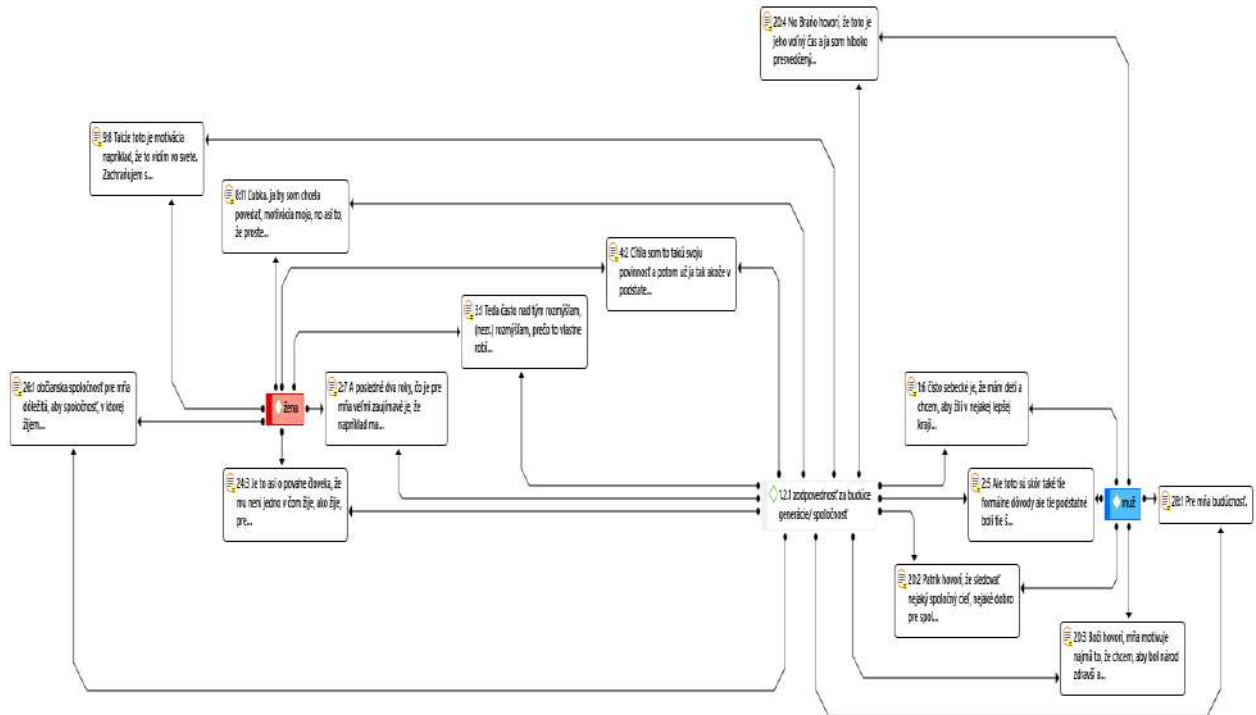 20:4 No Braňo hovorí, že toto je
jeho voľný čas a ja som hlboko
presvedčený...
9:8 Takže toto je motivácia
napríklad, že to vidím vo svete.
Zachraňujem s...
8:11 Ľubka, ja by som chcela
povedať, motivácia moja, no asi to,
že proste...
4:2 Cítila som to takú svoju
povinnosť a potom už ja tak akože v
podstate...
3:1 Teda často nad tým rozmýšľam,
(nezr.) rozmýšľam, prečo to vlastne
robí...
26:1 občianska spoločnosť pre mňa
dôležitá, aby spoločnosť, v ktorej
žijem...
žena
2:7 A posledné dva roky, čo je pre
mňa veľmi zaujímavé je, že
napríklad ma...
1:6 čisto sebecké je, že mám deti a
chcem, aby žili v nejakej lepšej
kraji...
24:3 Je to asi o povahe človeka, že
mu není jedno v čom žije, ako žije,
pre...
1.2.1 zodpovednosť za budúce
generácie/ spoločnosť
2:5 Ale toto sú skôr také tie
formálne dôvody ale tie podstatné
boli tie š...
muž
28:1 Pre mňa budúcnosť.
20:2 Patrik hovorí, že sledovať
nejaký spoločný cieľ, nejaké dobro
pre spol...
20:3 Boži hovorí, mňa motivuje
najmä to, že chcem, aby bol národ
zdravší a...